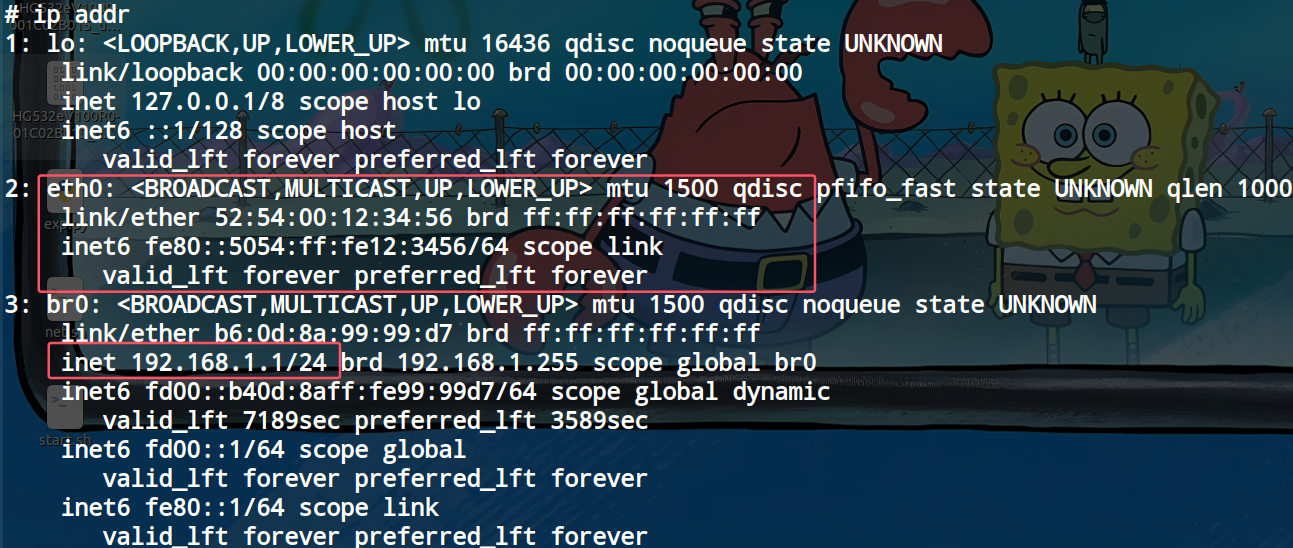 # ip addr
1: lo: <LOOPBACK,UP,LOWER_UP> mtu 16436 qdisc noqueue state UNKNOWN
link/loopback 00:00:00:00:00:00 brd 00:00:00:00:00:00
inet 127.0.0.1/8 scope host lo
inet6 ::1/128 scope host
valid_lft forever preferred_lft forever
2: eth0: <BROADCAST,MULTICAST,UP,LOWER_UP> mtu 1500 qdisc pfifo_fast state UNKNOWN qlen 1000
link/ether 52:54:00:12:34:56 brd ff:ff:ff:ff:ff:ff
inet6 fe80::5054:ff:fe12:3456/64 scope link
valid_lft forever preferred_lft forever
3: br0: <BROADCAST,MULTICAST,UP,LOWER_UP> mtu 1500 qdisc noqueue state UNKNOWN
link/ether b6:0d:8a:99:99:d7 brd ff:ff:ff:ff:ff:ff
inet 192.168.1.1/24 brd 192.168.1.255 scope global br0
inet6 fd00::b40d:8aff:fe99:99d7/64 scope global dynamic
valid_lft 7189sec preferred_lft 3589sec
inet6 fd00::1/64 scope global
valid_lft forever preferred_lft forever
inet6 fe80::1/64 scope link
valid_lft forever preferred_lft forever
start.sh